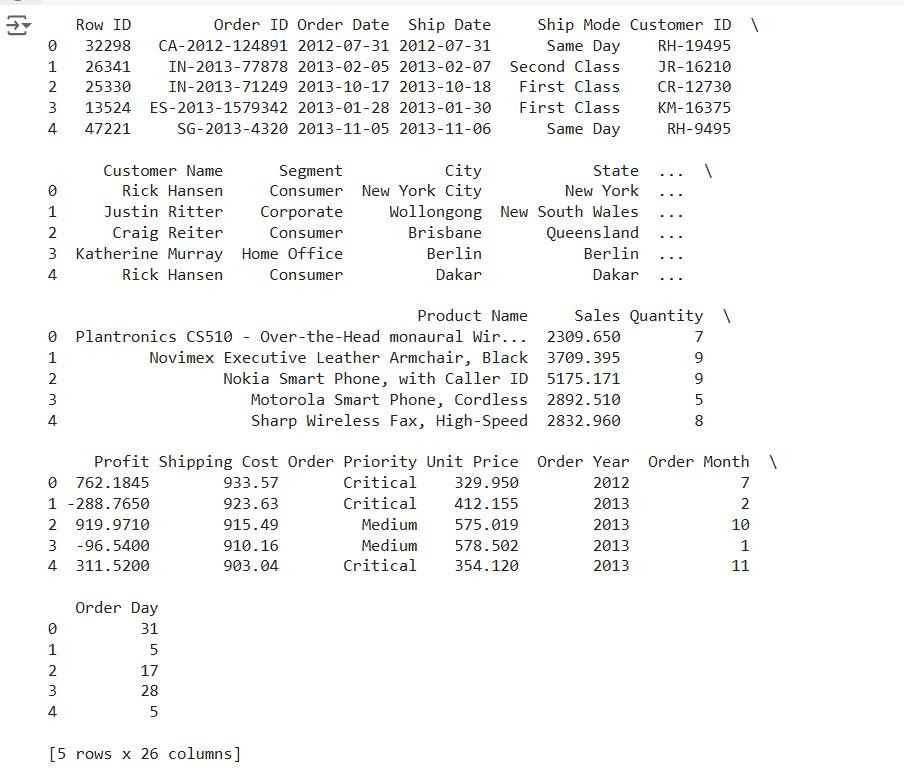 Row ID          Order ID Order Date  Ship Date     Ship Mode Customer ID  \
0   32298    CA-2012-124891 2012-07-31 2012-07-31      Same Day    RH-19495
1   26341     IN-2013-77878 2013-02-05 2013-02-07  Second Class    JR-16210
2   25330     IN-2013-71249 2013-10-17 2013-10-18   First Class    CR-12730
3   13524   ES-2013-1579342 2013-01-28 2013-01-30   First Class    KM-16375
4   47221      SG-2013-4320 2013-11-05 2013-11-06      Same Day     RH-9495
      Customer Name      Segment           City            State  ...  \
0       Rick Hansen     Consumer  New York City         New York  ...
1     Justin Ritter    Corporate     Wollongong  New South Wales  ...
2      Craig Reiter     Consumer       Brisbane       Queensland  ...
3  Katherine Murray  Home Office         Berlin           Berlin  ...
4       Rick Hansen     Consumer          Dakar            Dakar  ...
                                        Product Name     Sales Quantity  \
0  Plantronics CS510 - Over-the-Head monaural Wir...  2309.650        7
1          Novimex Executive Leather Armchair, Black  3709.395        9
2                  Nokia Smart Phone, with Caller ID  5175.171        9
3                     Motorola Smart Phone, Cordless  2892.510        5
4                     Sharp Wireless Fax, High-Speed  2832.960        8
     Profit Shipping Cost Order Priority Unit Price  Order Year  Order Month  \
0  762.1845        933.57       Critical    329.950        2012            7
1 -288.7650        923.63       Critical    412.155        2013            2
2  919.9710        915.49         Medium    575.019        2013           10
3  -96.5400        910.16         Medium    578.502        2013            1
4  311.5200        903.04       Critical    354.120        2013           11
   Order Day
0         31
1          5
2         17
3         28
4          5
[5 rows x 26 columns]